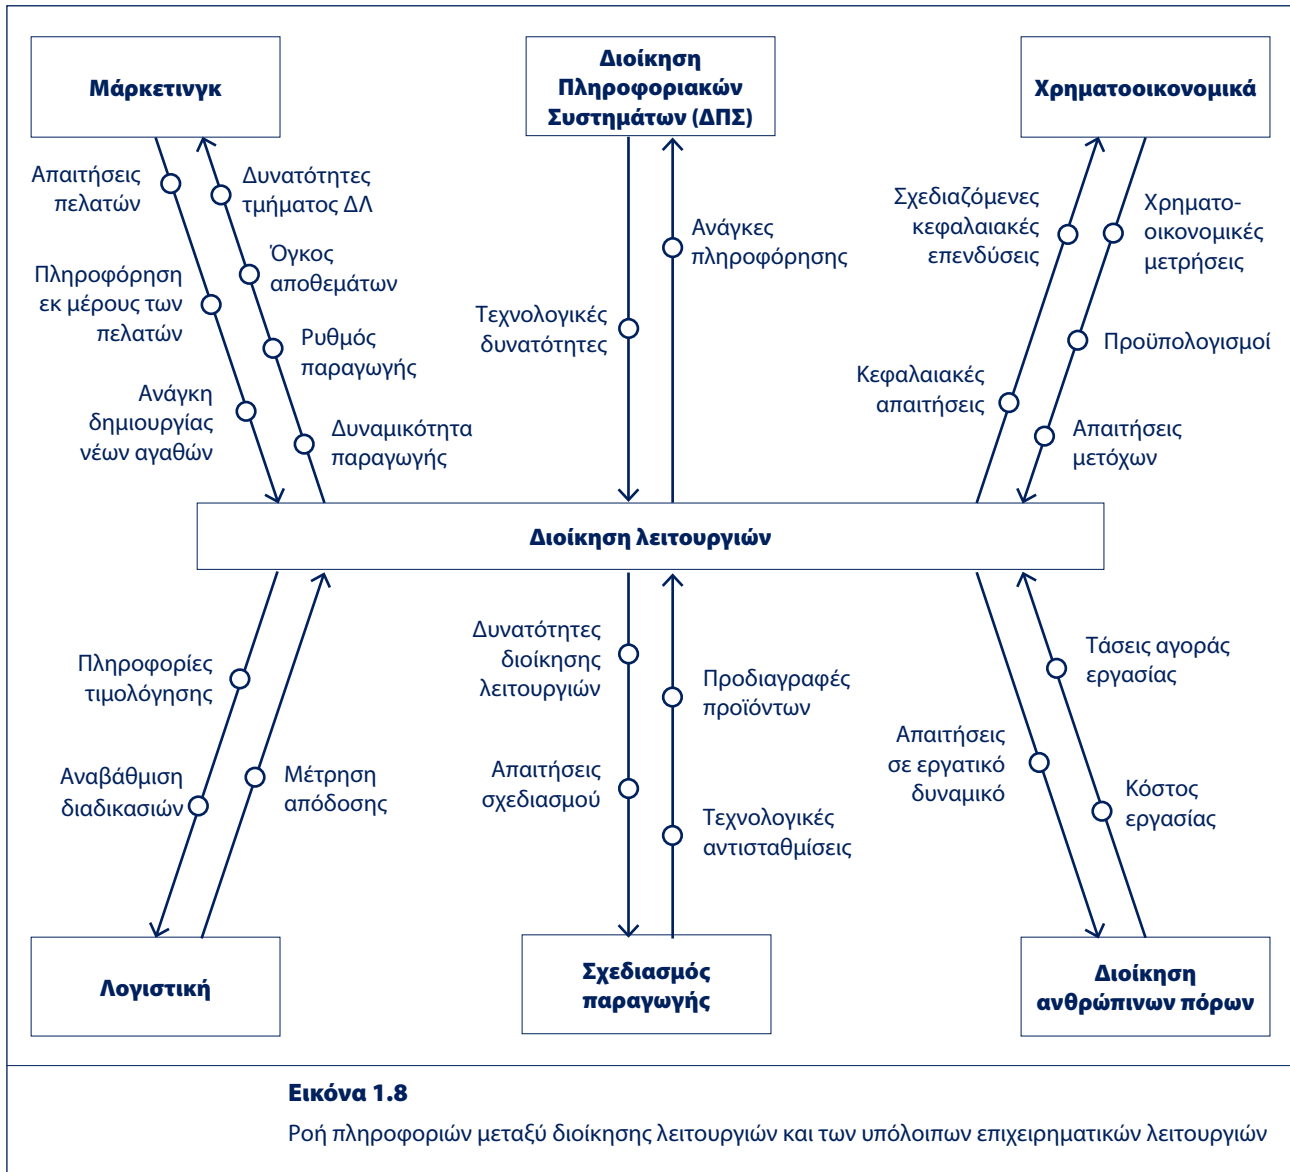 Μάρκετινγκ
Διοίκηση
Πληροφοριακών
Συστημάτων (ΔΠΣ)
Χρηματοοικονομικά
Απαιτήσεις
πελατών
Δυνατότητες
τμήματος ΔΛ
Πληροφόρηση
εκ μέρους των
πελατών
Όγκος
αποθεμάτων
Ρυθμός
παραγωγής
Ανάγκη
δημιουργίας
νέων αγαθών
Δυναμικότητα
παραγωγής
Τεχνολογικές
δυνατότητες
Ανάγκες
πληροφόρησης
Σχεδιαζόμενες
κεφαλαιακές
επενδύσεις
Χρηματο-
οικονομικές
μετρήσεις
Προϋπολογισμοί
Κεφαλαιακές
απαιτήσεις
Απαιτήσεις
μετόχων
Διοίκηση λειτουργιών
Πληροφορίες
τιμολόγησης
Αναβάθμιση
διαδικασιών
Μέτρηση
απόδοσης
Δυνατότητες
διοίκησης
λειτουργιών
Απαιτήσεις
σχεδιασμού
Προδιαγραφές
προϊόντων
Τεχνολογικές
αντισταθμίσεις
Τάσεις αγοράς
εργασίας
Απαιτήσεις
σε εργατικό
δυναμικό
Κόστος
εργασίας
Λογιστική
Σχεδιασμός
παραγωγής
Διοίκηση
ανθρώπινων πόρων
Εικόνα 1.8
Ροή πληροφοριών μεταξύ διοίκησης λειτουργιών και των υπόλοιπων επιχειρηματικών λειτουργιών